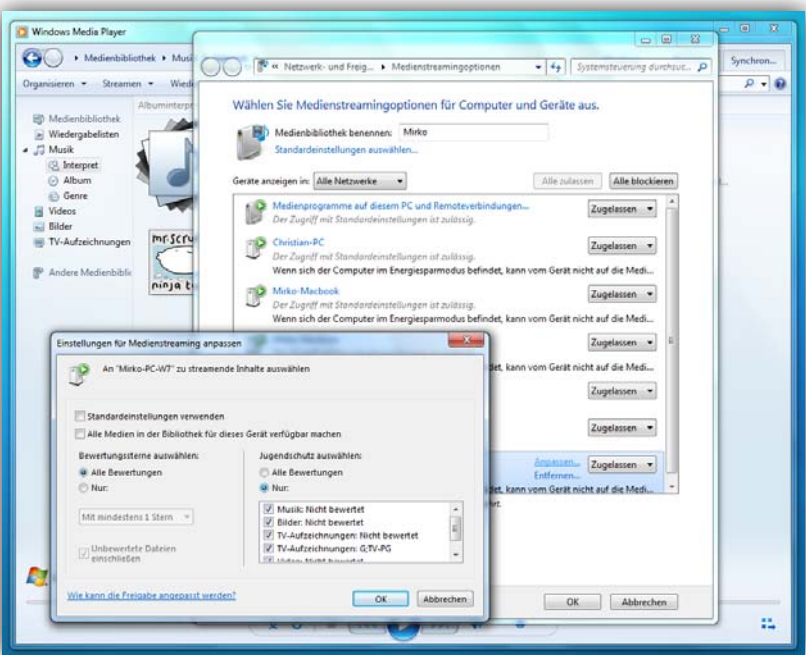 Windows Media Player
Medienbibliothek
Musi
Netzwerk- und Freig...
Medienstreamingoptionen
Systemsteuerung durchsuc...
Synchron...
Organisieren
Streamen
Wiede
Albuminterpr
Medienbibliothek
Wiedergabelisten
Musik
Interpret
Album
Genre
Videos
Bilder
TV-Aufzeichnungen
Andere Medienbiblio
mr.scru
ninja t
Wählen Sie Medienstreamingoptionen für Computer und Geräte aus.
Medienbibliothek benennen: Mirko
Standardeinstellungen auswählen...
Geräte anzeigen in: Alle Netzwerke Alle zulassen Alle blockieren
Medienprogramme auf diesem PC und Remoteverbindungen... Zugelassen
Der Zugriff mit Standardeinstellungen ist zulässig.
Christian-PC Zugelassen
Der Zugriff mit Standardeinstellungen ist zulässig.
Wenn sich der Computer im Energiesparmodus befindet, kann vom Gerät nicht auf die Medi...
Mirko-Macbook Zugelassen
Der Zugriff mit Standardeinstellungen ist zulässig.
Wenn sich der Computer im Energiesparmodus befindet, kann vom Gerät nicht auf die Medi...
Zugelassen
det, kann vom Gerät nicht auf die Medi...
Zugelassen
Zugelassen
Anpassen... Zugelassen
Entfernen...
det, kann vom Gerät nicht auf die Medi...
OK Abbrechen
Einstellungen für Medienstreaming anpassen
An "Mirko-PC-W7" zu streamende Inhalte auswählen
Standardeinstellungen verwenden
Alle Medien in der Bibliothek für dieses Gerät verfügbar machen
Bewertungssterne auswählen:
Alle Bewertungen
Nur:
Mit mindestens 1 Stern
Unbewertete Dateien
einschließen
Jugendschutz auswählen:
Alle Bewertungen
Nur:
Musik: Nicht bewertet
Bilder: Nicht bewertet
TV-Aufzeichnungen: Nicht bewertet
TV-Aufzeichnungen: G;TV-PG
Video: Nicht bewertet
Wie kann die Freigabe angepasst werden?
OK Abbrechen